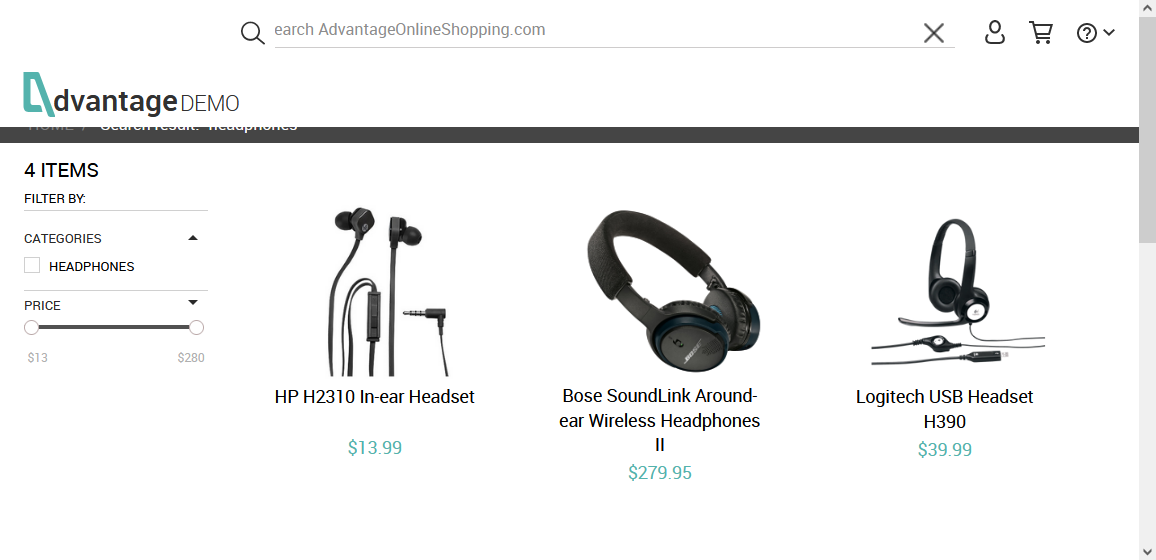 earch AdvantageOnlineShopping.com
dvantage DEMO
HOME / Search result: "headphones"
4 ITEMS
FILTER BY:
CATEGORIES
HEADPHONES
PRICE
$13 $280
HP H2310 In-ear Headset
$13.99
BOSE
Bose SoundLink Around-
ear Wireless Headphones
II
$279.95
Logitech USB Headset
H390
$39.99